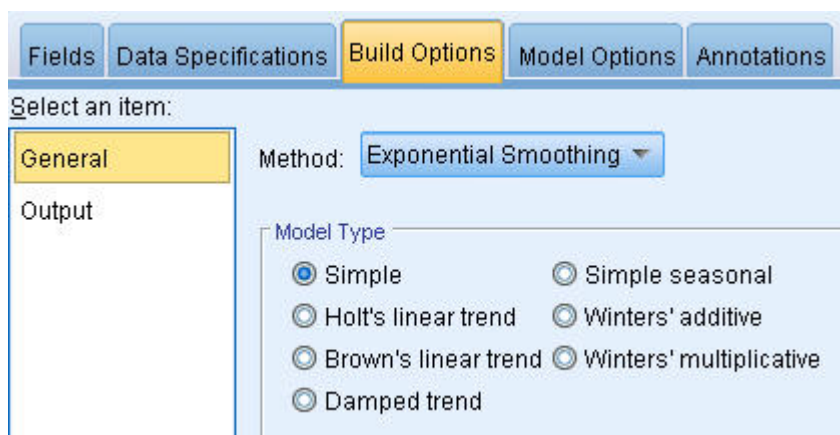 Fields Data Specifications Build Options Model Options Annotations
Select an item:
General
Output
Method: Exponential Smoothing
Model Type
Simple Simple seasonal
Holt's linear trend Winters' additive
Brown's linear trend Winters' multiplicative
Damped trend